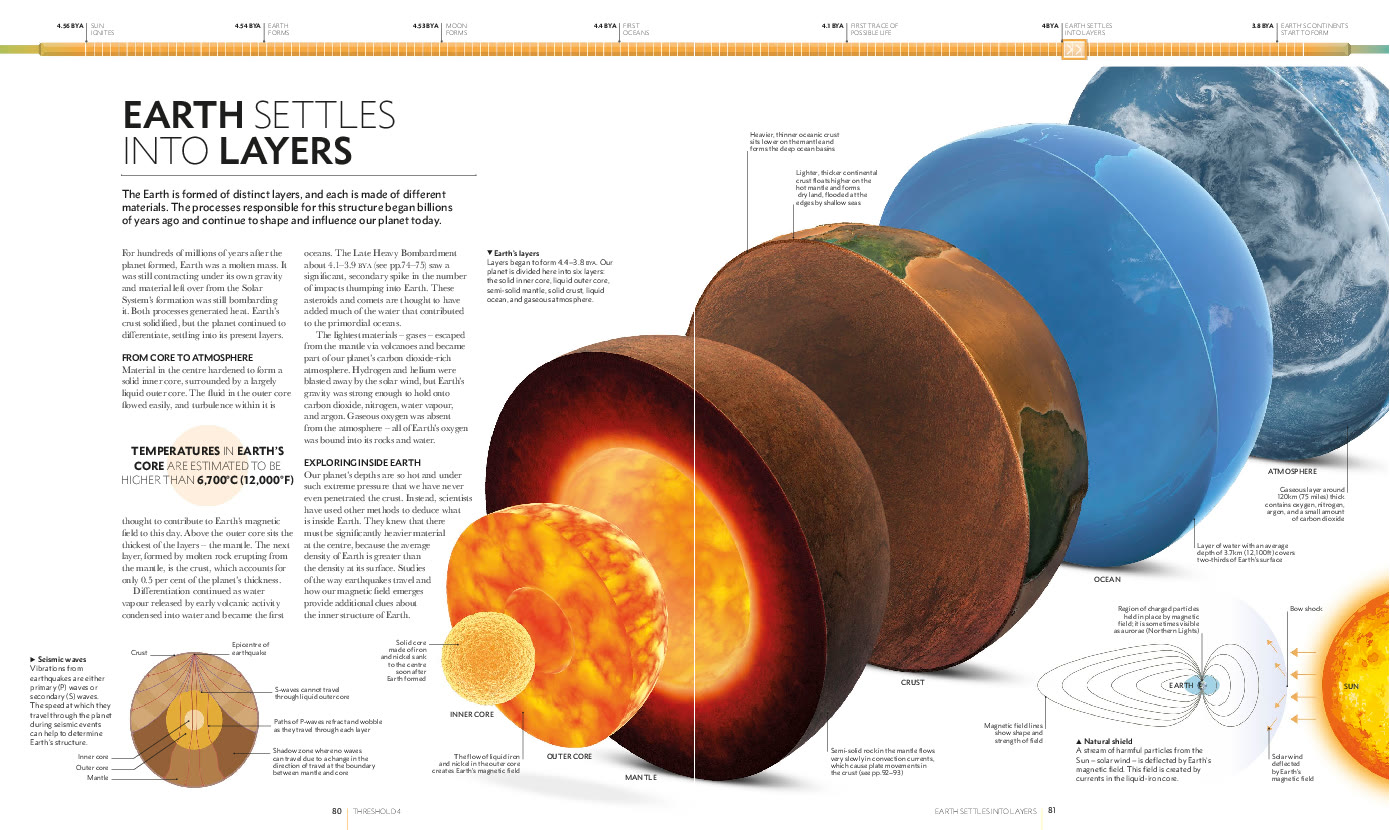 4.56 BYA SUN
IGNITES
4.54 BYA EARTH
FORMS
4.53 BYA MOON
FORMS
4.4 BYA FIRST
OCEANS
4.1 BYA FIRST TRACE OF
POSSIBLE LIFE
4 BYA EARTH SETTLES
INTO LAYERS
3.8 BYA EARTH'S CONTINENTS
START TO FORM
EARTH SETTLES
INTO LAYERS
The Earth is formed of distinct layers, and each is made of different
materials. The processes responsible for this structure began billions
of years ago and continue to shape and influence our planet today.
For hundreds of millions of years after the
planet formed, Earth was a molten mass. It
was still contracting under its own gravity
and material left over from the Solar
System's formation was still bombarding
it. Both processes generated heat. Earth's
crust solidified, but the planet continued to
differentiate, settling into its present layers.
FROM CORE TO ATMOSPHERE
Material in the centre hardened to form a
solid inner core, surrounded by a largely
liquid outer core. The fluid in the outer core
flowed easily, and turbulence within it is
TEMPERATURES IN EARTH'S
CORE ARE ESTIMATED TO BE
HIGHER THAN 6,700°C (12,000°F)
thought to contribute to Earth's magnetic
field to this day. Above the outer core sits the
thickest of the layers – the mantle. The next
layer, formed by molten rock erupting from
the mantle, is the crust, which accounts for
only 0.5 per cent of the planet's thickness.
Differentiation continued as water
vapour released by early volcanic activity
condensed into water and became the first
oceans. The Late Heavy Bombardment
about 4.1–3.9 BYA (see pp.74–75) saw a
significant, secondary spike in the number
of impacts thumping into Earth. These
asteroids and comets are thought to have
added much of the water that contributed
to the primordial oceans.
The lightest materials – gases – escaped
from the mantle via volcanoes and became
part of our planet's carbon dioxide-rich
atmosphere. Hydrogen and helium were
blasted away by the solar wind, but Earth's
gravity was strong enough to hold onto
carbon dioxide, nitrogen, water vapour,
and argon. Gaseous oxygen was absent
from the atmosphere – all of Earth's oxygen
was bound into its rocks and water.
EXPLORING INSIDE EARTH
Our planet's depths are so hot and under
such extreme pressure that we have never
even penetrated the crust. Instead, scientists
have used other methods to deduce what
is inside Earth. They knew that there
must be significantly heavier material
at the centre, because the average
density of Earth is greater than
the density at its surface. Studies
of the way earthquakes travel and
how our magnetic field emerges
provide additional clues about
the inner structure of Earth.
▼ Earth's layers
Layers began to form 4.4–3.8 BYA. Our
planet is divided here into six layers:
the solid inner core, liquid outer core,
semi-solid mantle, solid crust, liquid
ocean, and gaseous atmosphere.
Heavier, thinner oceanic crust
sits lower on the mantle and
forms the deep ocean basins
Lighter, thicker continental
crust floats higher on the
hot mantle and forms
dry land, flooded at the
edges by shallow seas
ATMOSPHERE
Gaseous layer around
120km (75 miles) thick
contains oxygen, nitrogen,
argon, and a small amount
of carbon dioxide
Layer of water with an average
depth of 3.7km (12,100ft) covers
two-thirds of Earth's surface
OCEAN
CRUST
Semi-solid rock in the mantle flows
very slowly in convection currents,
which cause plate movements in
the crust (see pp.92–93)
MANTLE
OUTER CORE
The flow of liquid iron
and nickel in the outer core
creates Earth's magnetic field
INNER CORE
Solid core
made of iron
and nickel sank
to the centre
soon after
Earth formed
▶ Seismic waves
Vibrations from
earthquakes are either
primary (P) waves or
secondary (S) waves.
The speed at which they
travel through the planet
during seismic events
can help to determine
Earth's structure.
Crust
Epicentre of
earthquake
S-waves cannot travel
through liquid outer core
Paths of P-waves refract and wobble
as they travel through each layer
Shadow zone where no waves
can travel due to a change in the
direction of travel at the boundary
between mantle and core
Inner core
Outer core
Mantle
Region of charged particles
held in place by magnetic
field; it is sometimes visible
as aurorae (Northern Lights)
Bow shock
EARTH
SUN
Magnetic field lines
show shape and
strength of field
▲ Natural shield
A stream of harmful particles from the
Sun – solar wind – is deflected by Earth's
magnetic field. This field is created by
currents in the liquid-iron core.
Solar wind
deflected
by Earth's
magnetic field
80 THRESHOLD 4
EARTH SETTLES INTO LAYERS 81